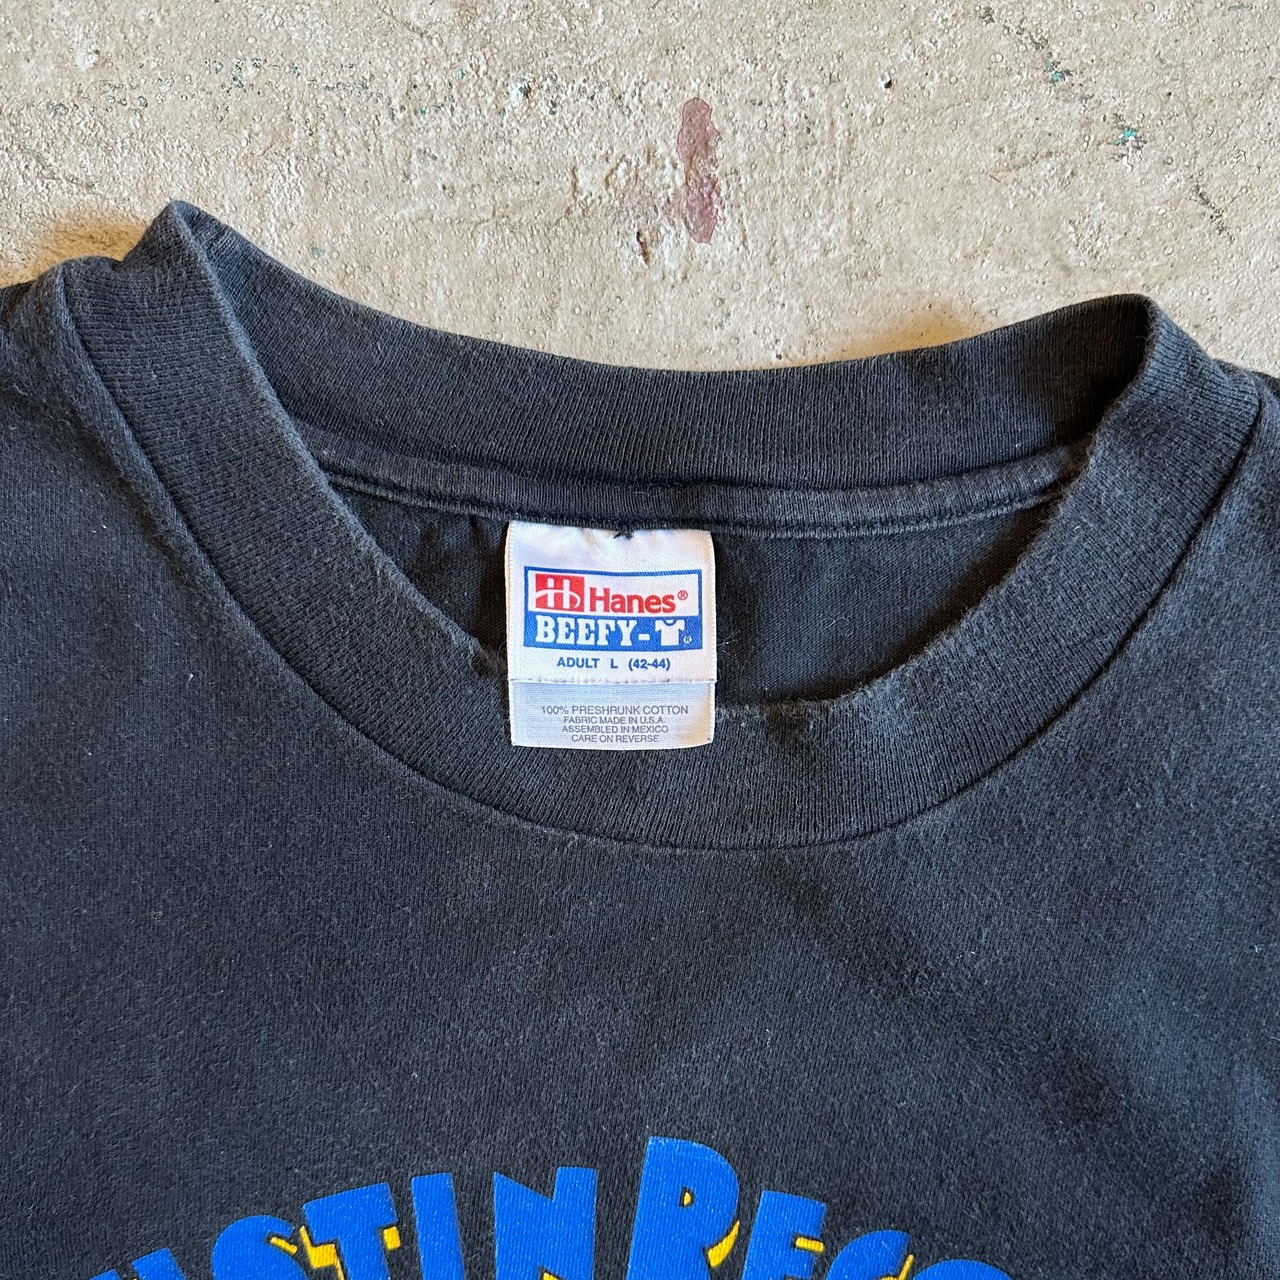 Hanes®
BEEFY-T®
ADULT L (42-44)
100% PRESHRUNK COTTON
FABRIC MADE IN U.S.A.
ASSEMBLED IN MEXICO
CARE ON REVERSE